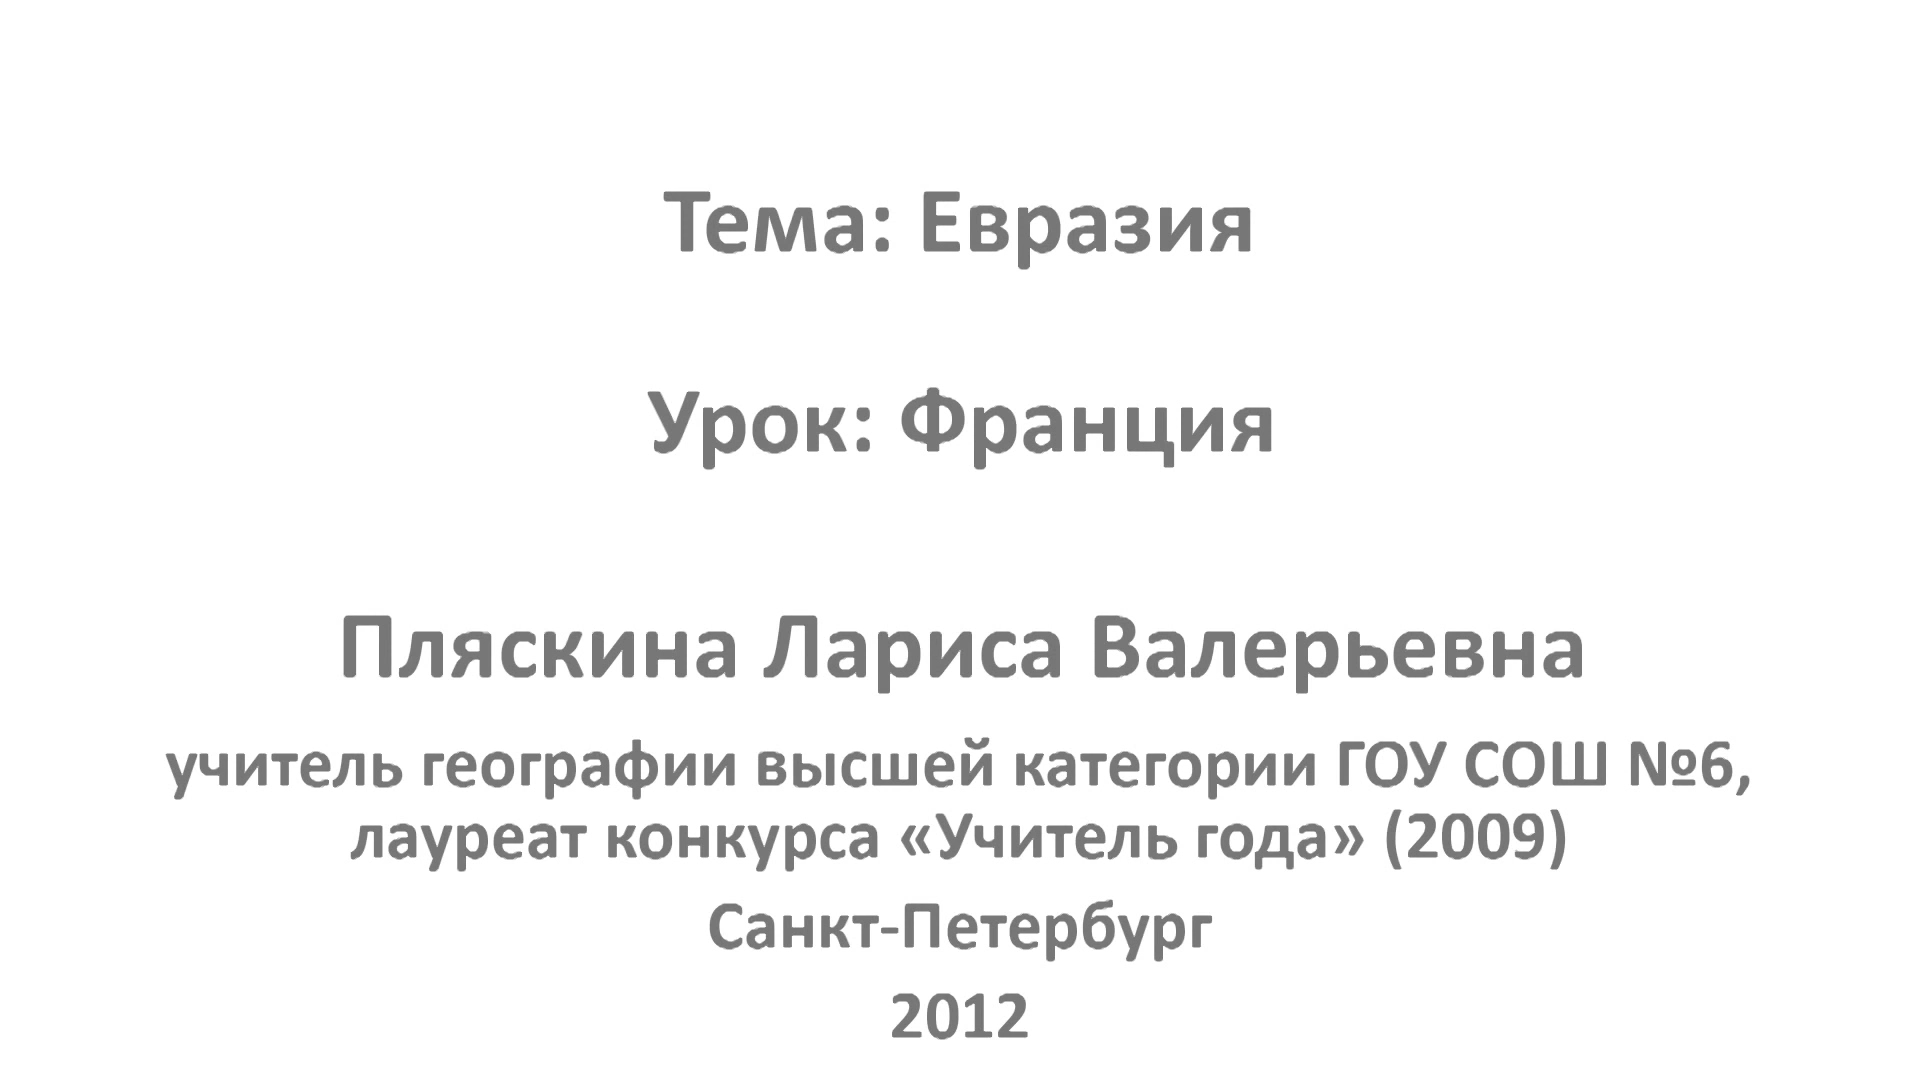 Тема: Евразия
Урок: Франция
Пляскина Лариса Валерьевна
учитель географии высшей категории ГОУ СОШ №6,
лауреат конкурса «Учитель года» (2009)
Санкт-Петербург
2012